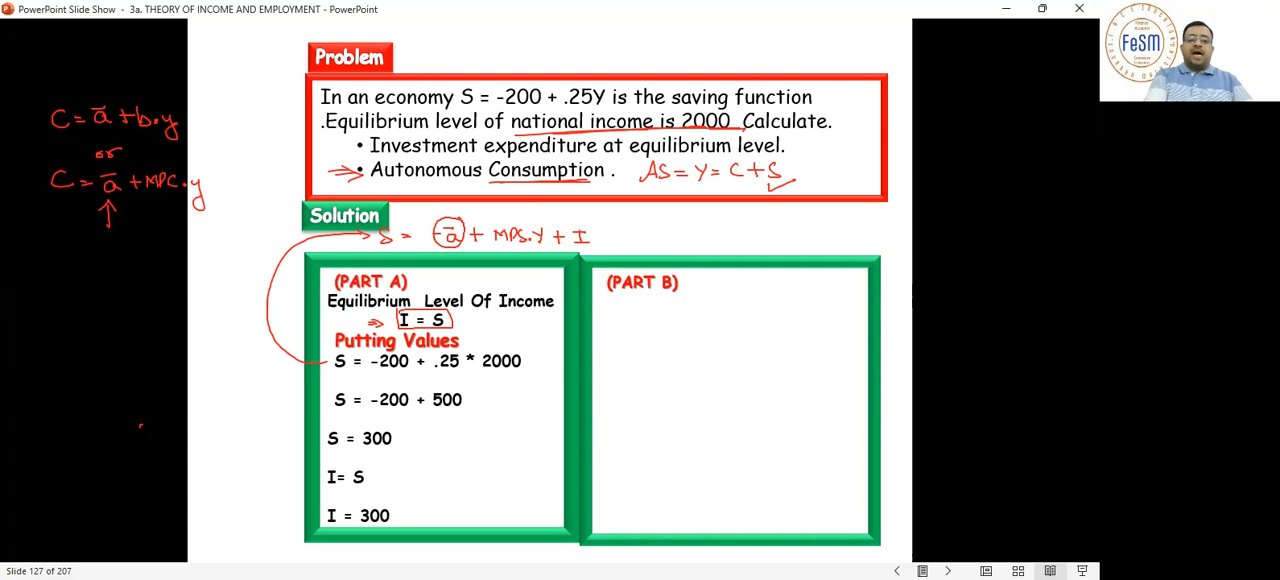 PowerPoint Slide Show - 3a. THEORY OF INCOME AND EMPLOYMENT - PowerPoint
FeSM
Problem
In an economy S = -200 + .25Y is the saving function
.Equilibrium level of national income is 2000 Calculate.
• Investment expenditure at equilibrium level.
• Autonomous Consumption . AS = Y = C + S
C = a̅ + b.y
or
C = a̅ + MPC.y
Solution
S = -a̅ + MPS.Y + I
(PART A)
Equilibrium Level Of Income
⇒ I = S
Putting Values
S = -200 + .25 * 2000
S = -200 + 500
S = 300
I= S
I = 300
(PART B)
Slide 127 of 207